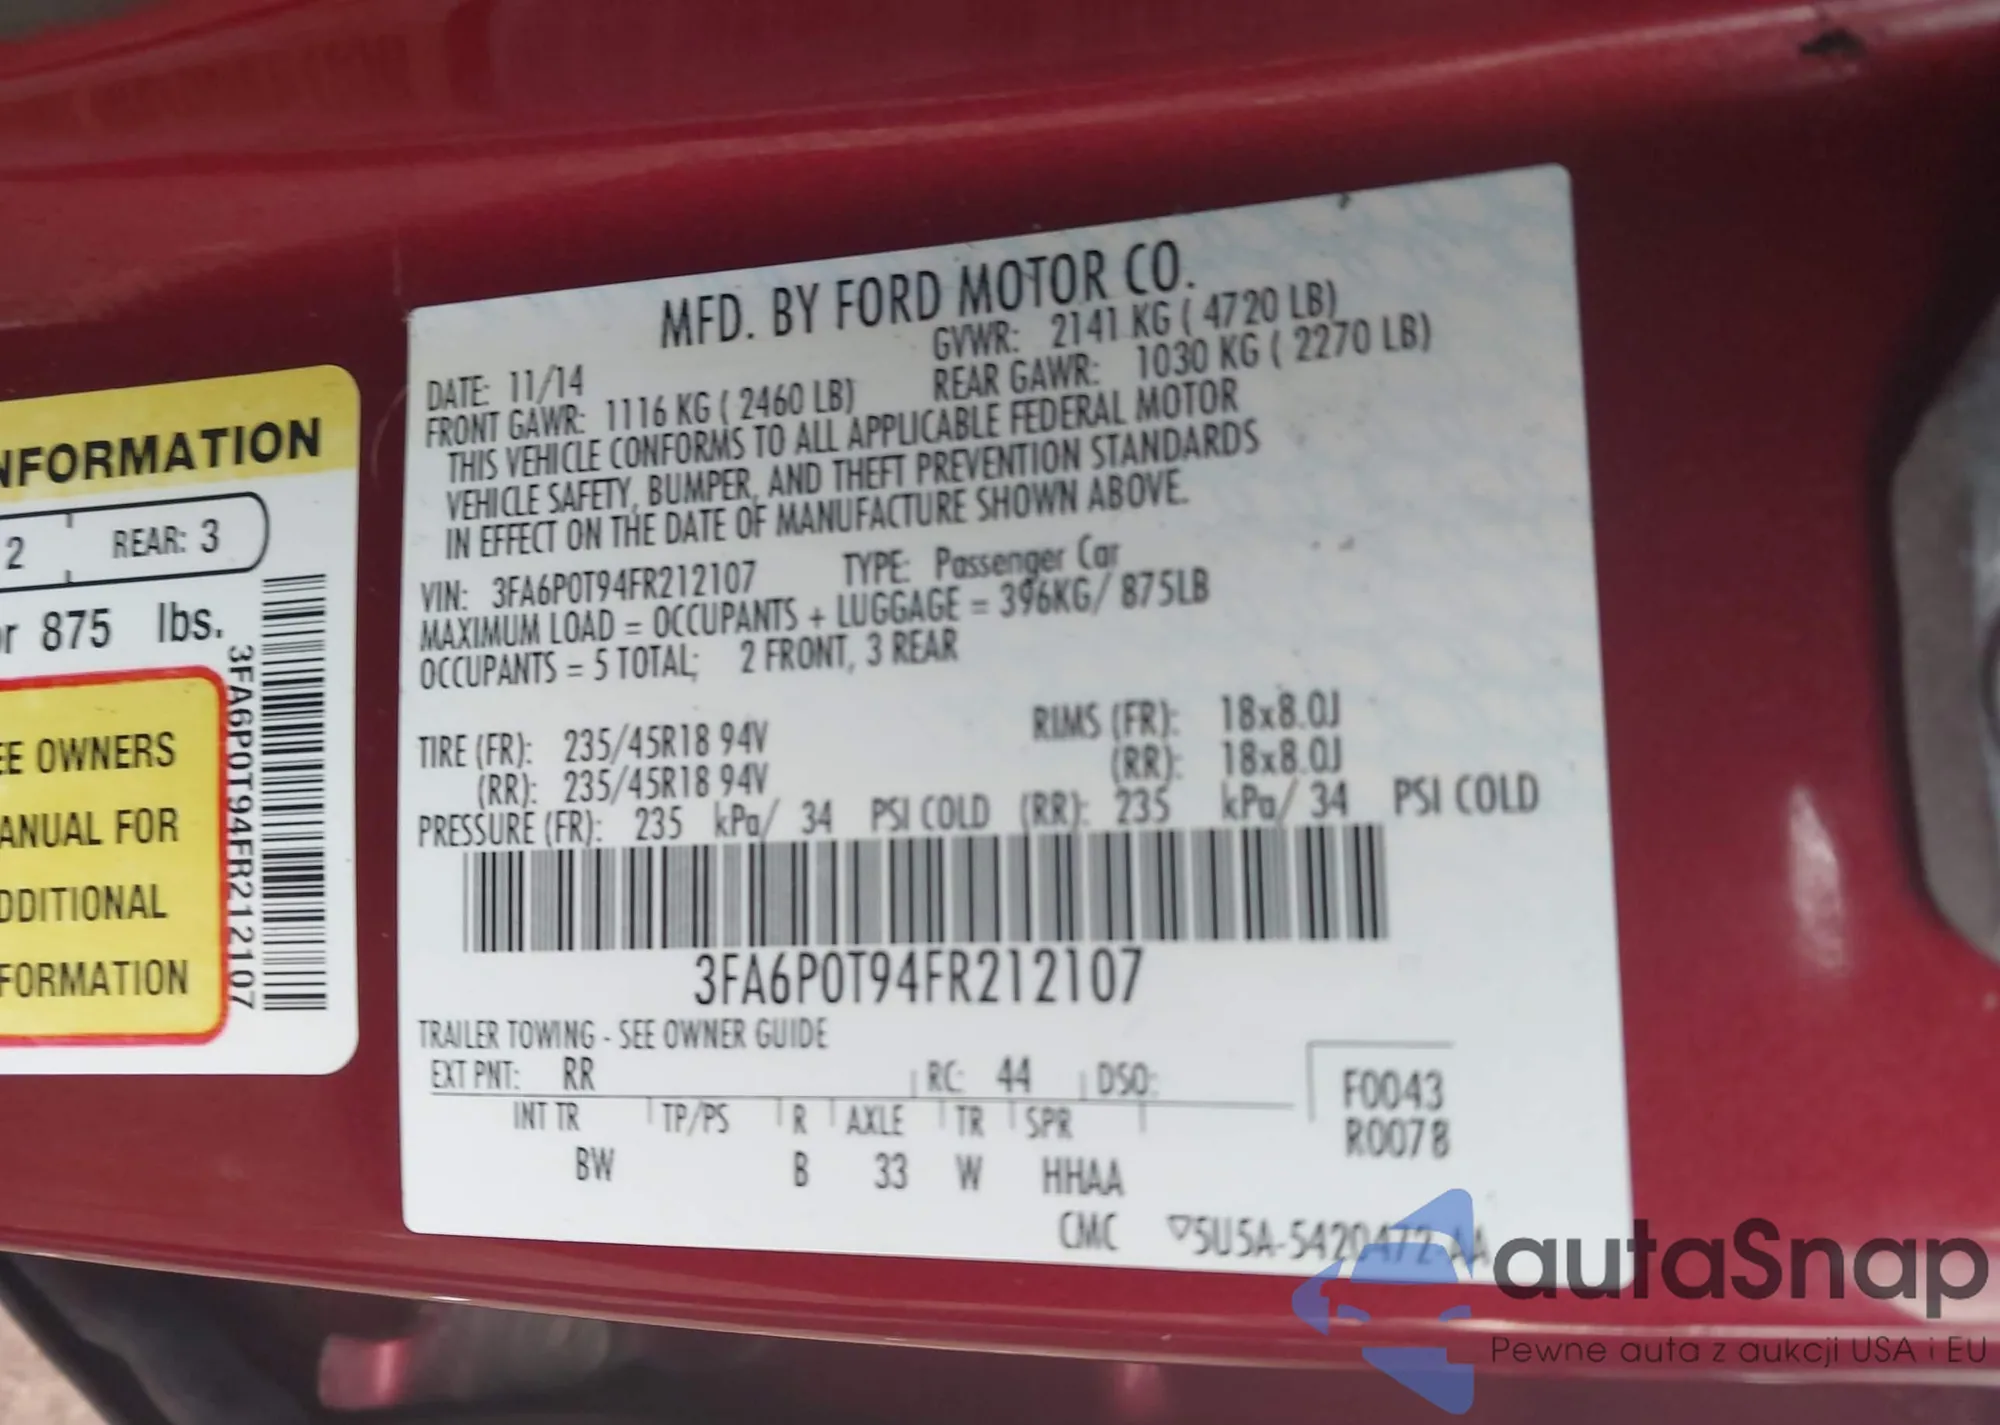 MFD. BY FORD MOTOR CO.
DATE: 11/14 GVWR: 2141 KG ( 4720 LB)
FRONT GAWR: 1116 KG ( 2460 LB) REAR GAWR: 1030 KG ( 2270 LB)
THIS VEHICLE CONFORMS TO ALL APPLICABLE FEDERAL MOTOR
VEHICLE SAFETY, BUMPER, AND THEFT PREVENTION STANDARDS
IN EFFECT ON THE DATE OF MANUFACTURE SHOWN ABOVE.
VIN: 3FA6P0T94FR212107 TYPE: Passenger Car
MAXIMUM LOAD = OCCUPANTS + LUGGAGE = 396KG/ 875LB
OCCUPANTS = 5 TOTAL; 2 FRONT, 3 REAR
TIRE (FR): 235/45R18 94V RIMS (FR): 18x8.0J
(RR): 235/45R18 94V (RR): 18x8.0J
PRESSURE (FR): 235 kPa/ 34 PSI COLD (RR): 235 kPa/ 34 PSI COLD
3FA6P0T94FR212107
TRAILER TOWING - SEE OWNER GUIDE
EXT PNT: RR RC: 44 DSO:
INT TR TP/PS R AXLE TR SPR
BW B 33 W HHAA
F0043
R0078
CMC ▽5U5A-5420472-AA
NFORMATION
2 REAR: 3
r 875 lbs.
EE OWNERS
ANUAL FOR
DDITIONAL
FORMATION
3FA6P0T94FR212107
autaSnap
Pewne auta z aukcji USA i EU